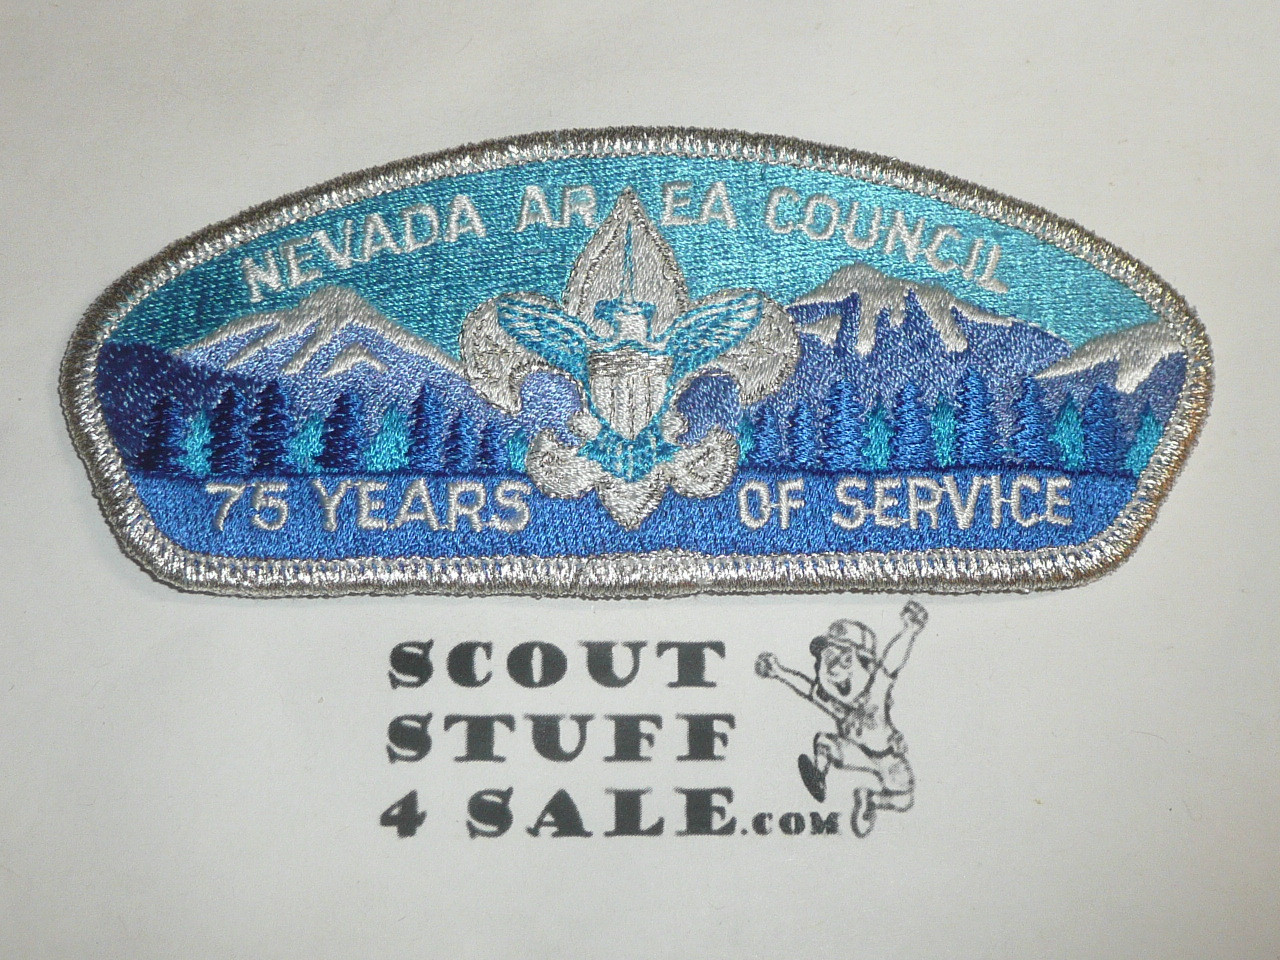 NEVADA AREA COUNCIL
75 YEARS OF SERVICE
SCOUT
STUFF
4 SALE.COM